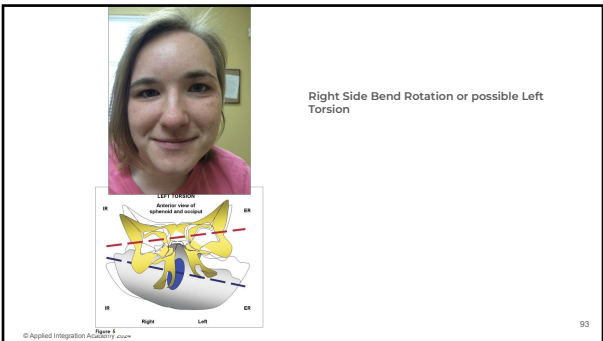 Right Side Bend Rotation or possible Left
Torsion
LEFT TORSION
Anterior view of
sphenoid and occiput
IR
ER
IR
ER
Right
Left
Figure 5
© Applied Integration Academy
93